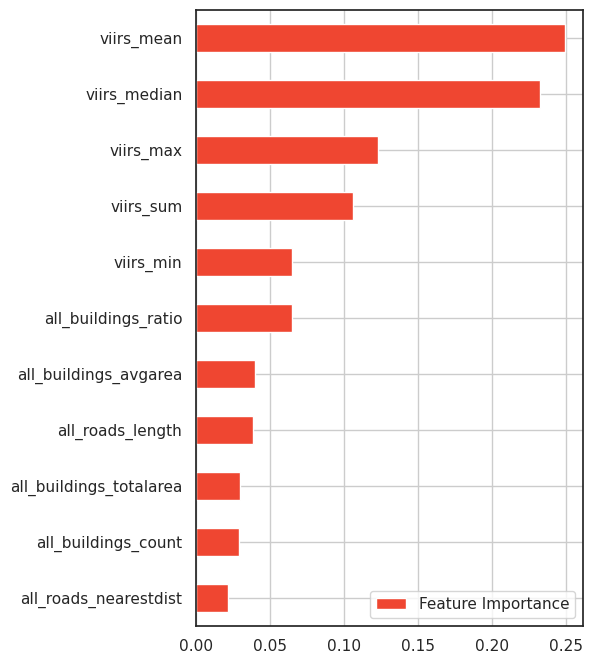 viirs_mean
viirs_median
viirs_max
viirs_sum
viirs_min
all_buildings_ratio
all_buildings_avgarea
all_roads_length
all_buildings_totalarea
all_buildings_count
all_roads_nearestdist
Feature Importance
0.00 0.05 0.10 0.15 0.20 0.25